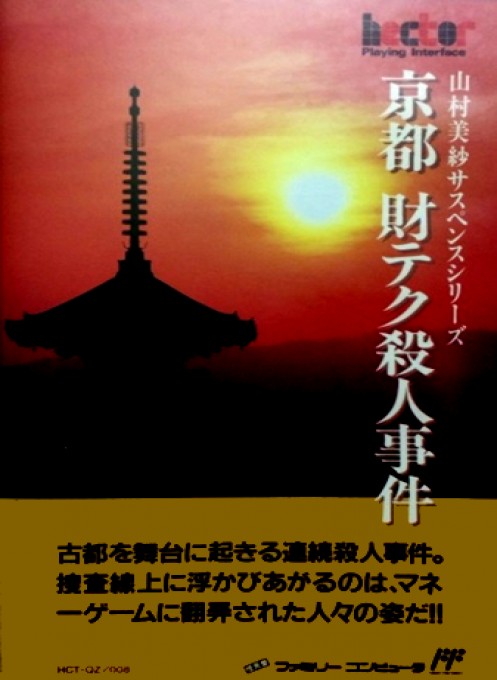 hector
Playing Interface
山村美紗サスペンスシリーズ
京都 財テク殺人事件
古都を舞台に起きる連続殺人事件。
捜査線上に浮かびあがるのは、マネ
ーゲームに翻弄された人々の姿だ!!
ファミリー コンピュータ